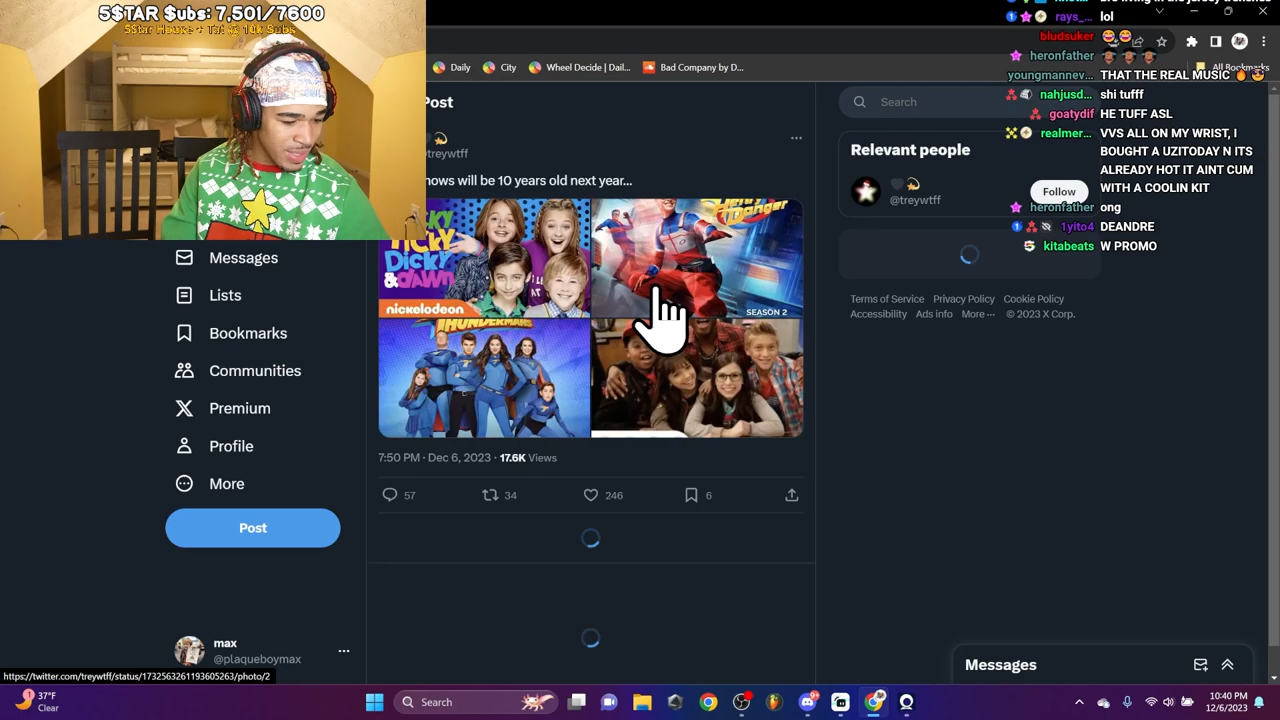 5$TAR $ubs: 7,501/7600
Daily
City
When Decide | Dail...
Bad Company by D...
All Bookmarks
rays_... lol
bludsuker
heronfather
youngmannev... THAT THE REAL MUSIC
nahjusd... shi tufff
goatydif HE TUFF ASL
realmer... VVS ALL ON MY WRIST, I
BOUGHT A UZITODAY N ITS
ALREADY HOT IT AINT CUM
WITH A COOLIN KIT
heronfather ong
1yito4 DEANDRE
kitabeats W PROMO
Post
Search
Relevant people
@treywtff
Follow
treywtff
hows will be 10 years old next year...
DICKY
& DAWN
nickelodeon
SEASON 2
THUNDERMANS
Messages
Lists
Bookmarks
Communities
Premium
Profile
More
Post
7:50 PM · Dec 6, 2023 · 17.6K Views
57
34
246
6
Terms of Service Privacy Policy Cookie Policy
Accessibility Ads info More ··· © 2023 X Corp.
max
@plaqueboymax
Messages
https://twitter.com/treywtff/status/1732563261193605263/photo/2
37°F
Clear
Search
10:40 PM
12/6/2023